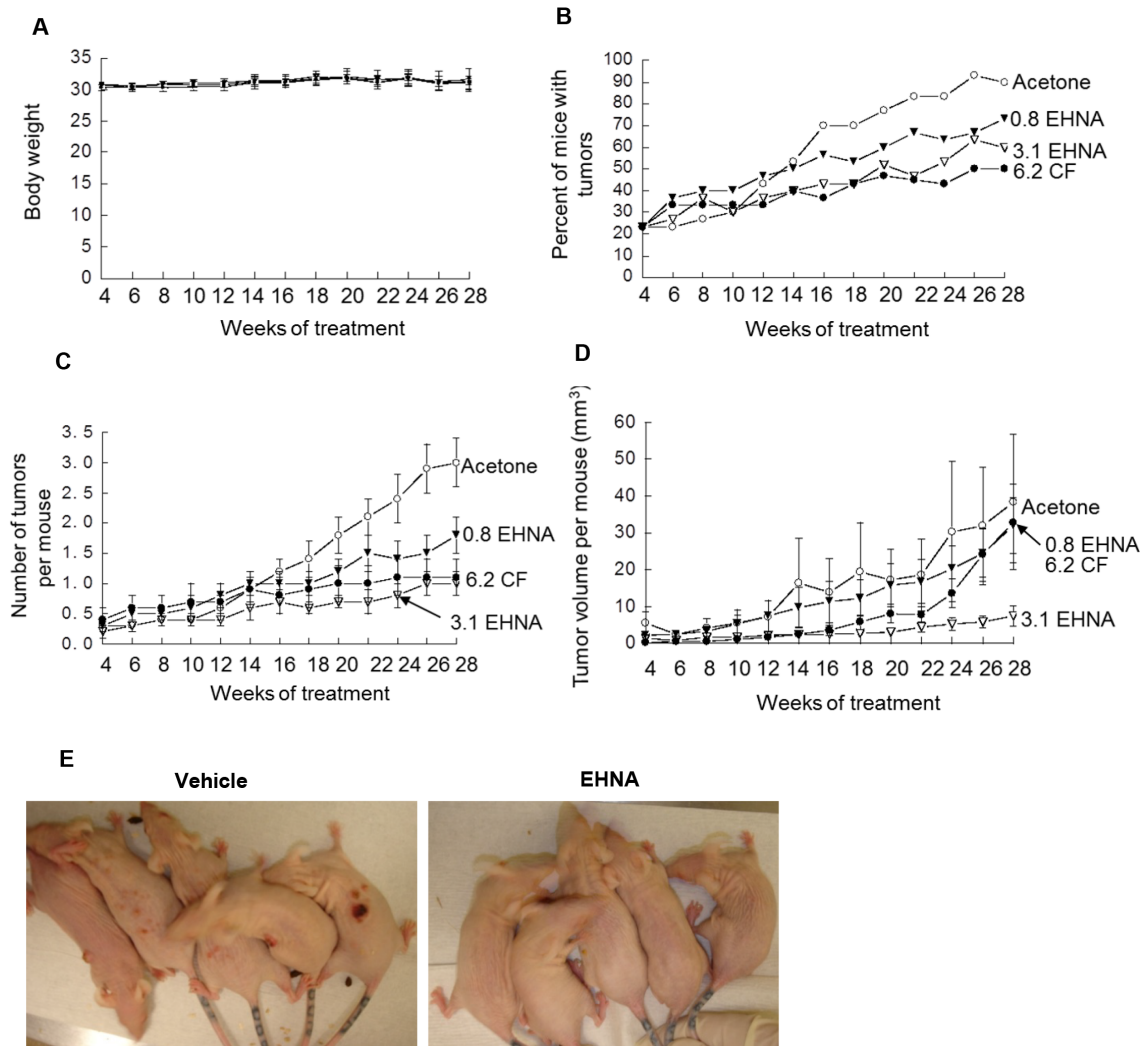 A
35
30
25
20
15
10
5
0
Body weight
4 6 8 10 12 14 16 18 20 22 24 26 28
Weeks of treatment
B
100
90
80
70
60
50
40
30
20
10
0
Percent of mice with
tumors
Acetone
0.8 EHNA
3.1 EHNA
6.2 CF
4 6 8 10 12 14 16 18 20 22 24 26 28
Weeks of treatment
C
3.5
3.0
2.5
2.0
1.5
1.0
0.5
0.0
Number of tumors
per mouse
Acetone
0.8 EHNA
6.2 CF
3.1 EHNA
4 6 8 10 12 14 16 18 20 22 24 26 28
Weeks of treatment
D
60
50
40
30
20
10
0
Tumor volume per mouse (mm³)
Acetone
0.8 EHNA
6.2 CF
3.1 EHNA
4 6 8 10 12 14 16 18 20 22 24 26 28
Weeks of treatment
E
Vehicle
EHNA